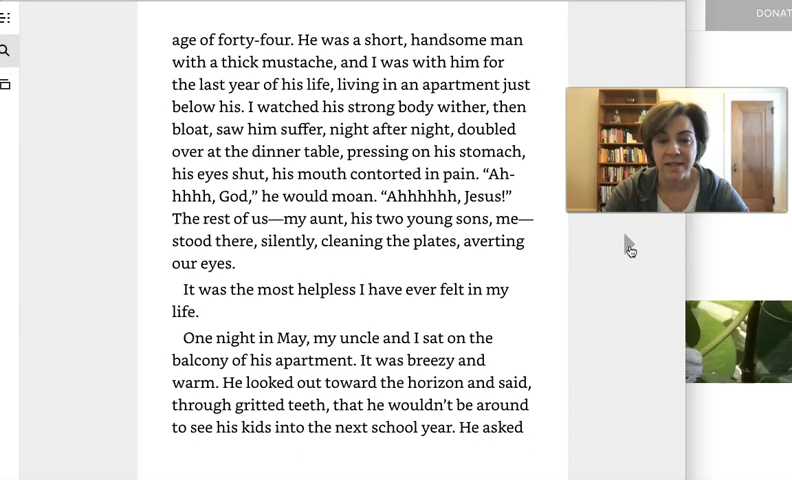 DONAT
age of forty-four. He was a short, handsome man
with a thick mustache, and I was with him for
the last year of his life, living in an apartment just
below his. I watched his strong body wither, then
bloat, saw him suffer, night after night, doubled
over at the dinner table, pressing on his stomach,
his eyes shut, his mouth contorted in pain. “Ah-
hhhh, God,” he would moan. “Ahhhhhh, Jesus!”
The rest of us—my aunt, his two young sons, me—
stood there, silently, cleaning the plates, averting
our eyes.
It was the most helpless I have ever felt in my
life.
One night in May, my uncle and I sat on the
balcony of his apartment. It was breezy and
warm. He looked out toward the horizon and said,
through gritted teeth, that he wouldn’t be around
to see his kids into the next school year. He asked